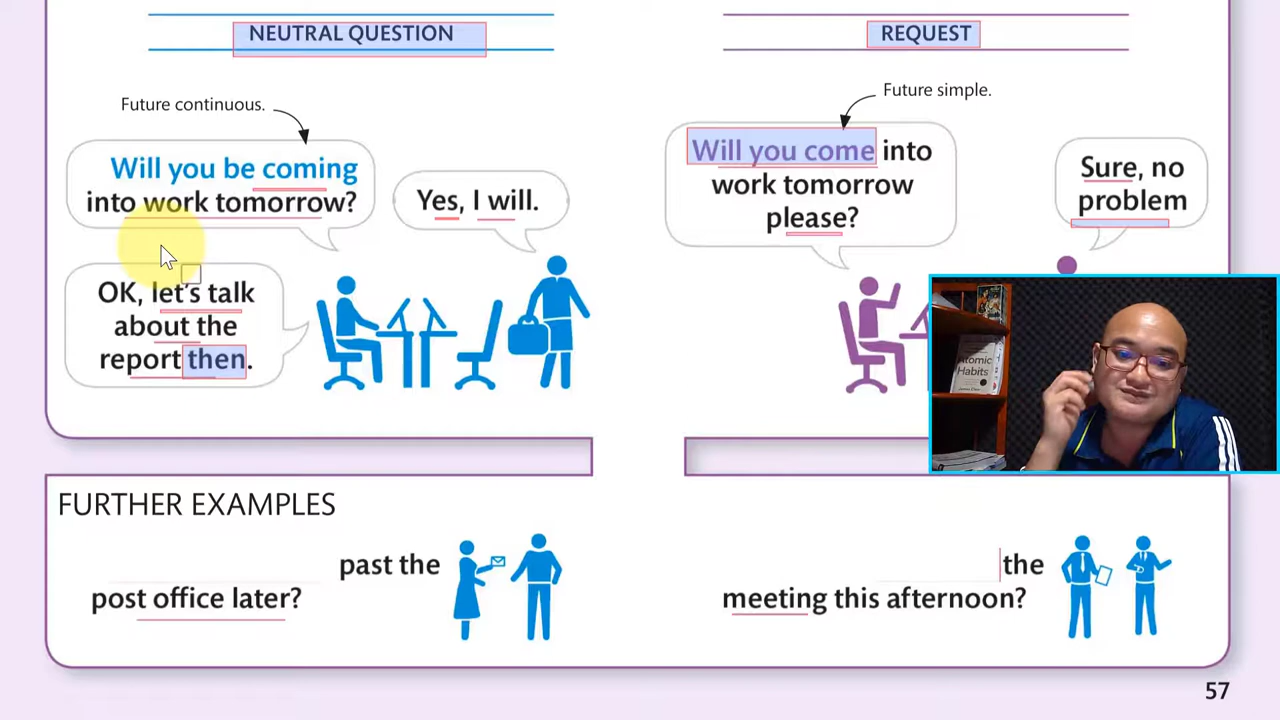 NEUTRAL QUESTION
Future continuous.
Will you be coming
into work tomorrow?
Yes, I will.
OK, let's talk
about the
report then.
REQUEST
Future simple.
Will you come into
work tomorrow
please?
Sure, no
problem
Atomic
Habits
FURTHER EXAMPLES
past the
post office later?
the
meeting this afternoon?
57